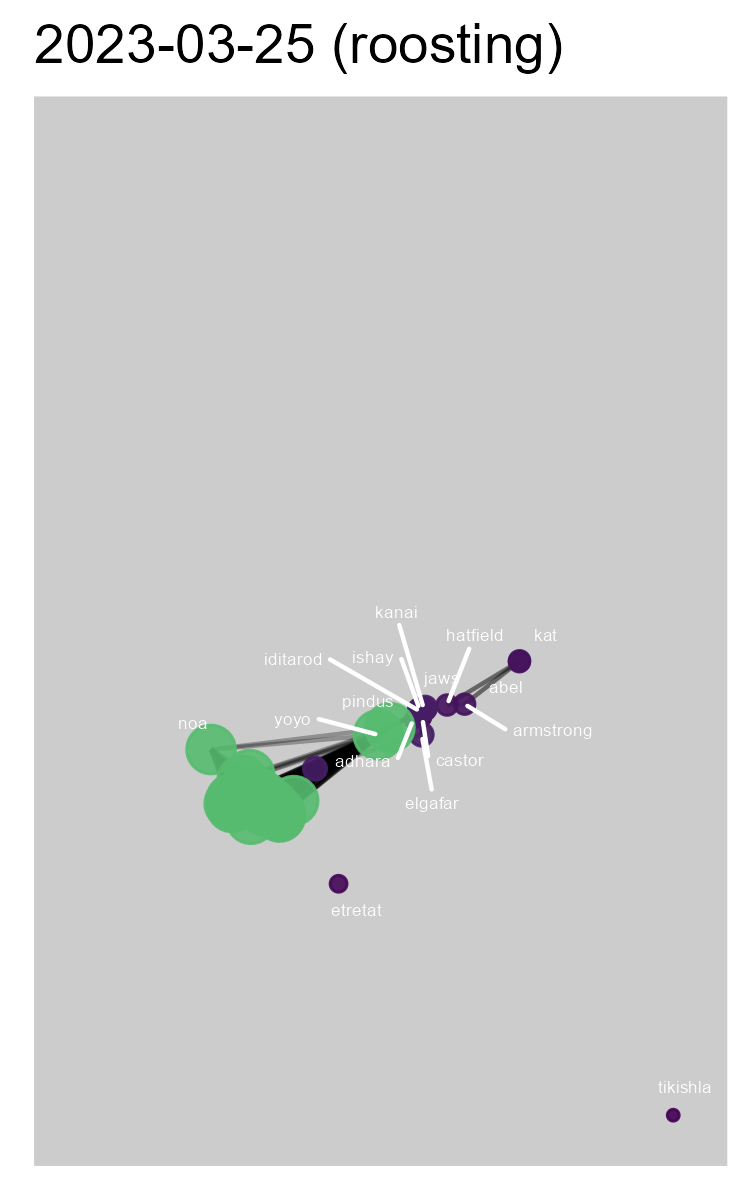 2023-03-25 (roosting)
kanai
hatfield
kat
iditarod
ishay
jaws
abel
pindus
noa
yoyo
armstrong
adhara
castor
elgafar
etretat
tikishla